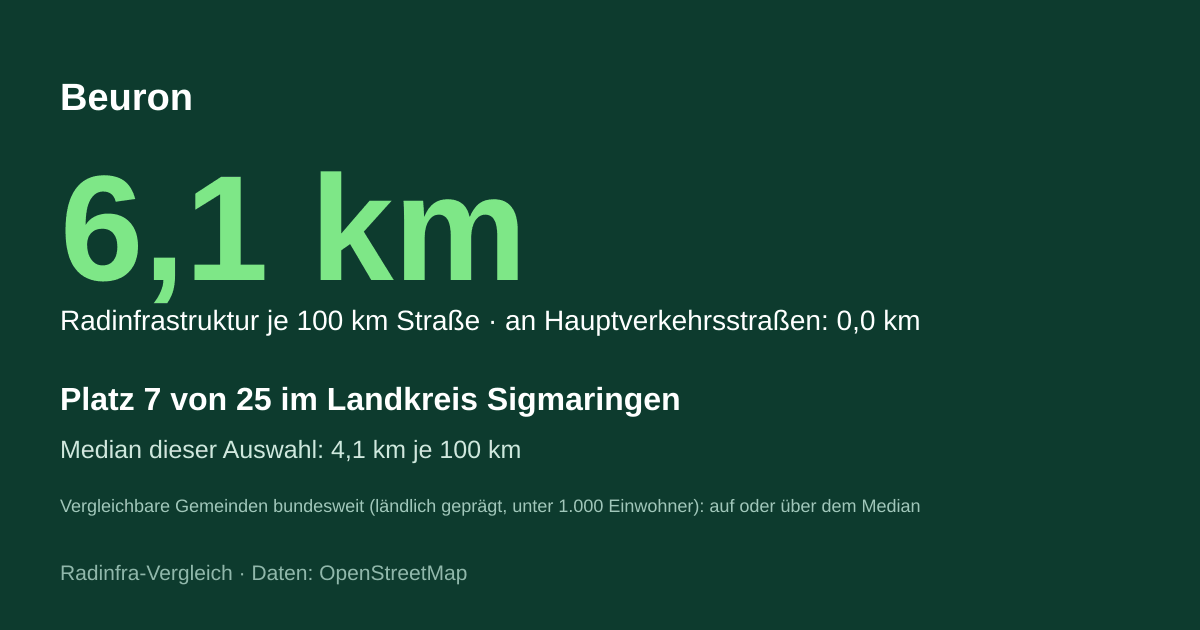 Beuron
6,1 km
Radinfrastruktur je 100 km Straße · an Hauptverkehrsstraßen: 0,0 km
Platz 7 von 25 im Landkreis Sigmaringen
Median dieser Auswahl: 4,1 km je 100 km
Vergleichbare Gemeinden bundesweit (ländlich geprägt, unter 1.000 Einwohner): auf oder über dem Median
Radinfra-Vergleich · Daten: OpenStreetMap